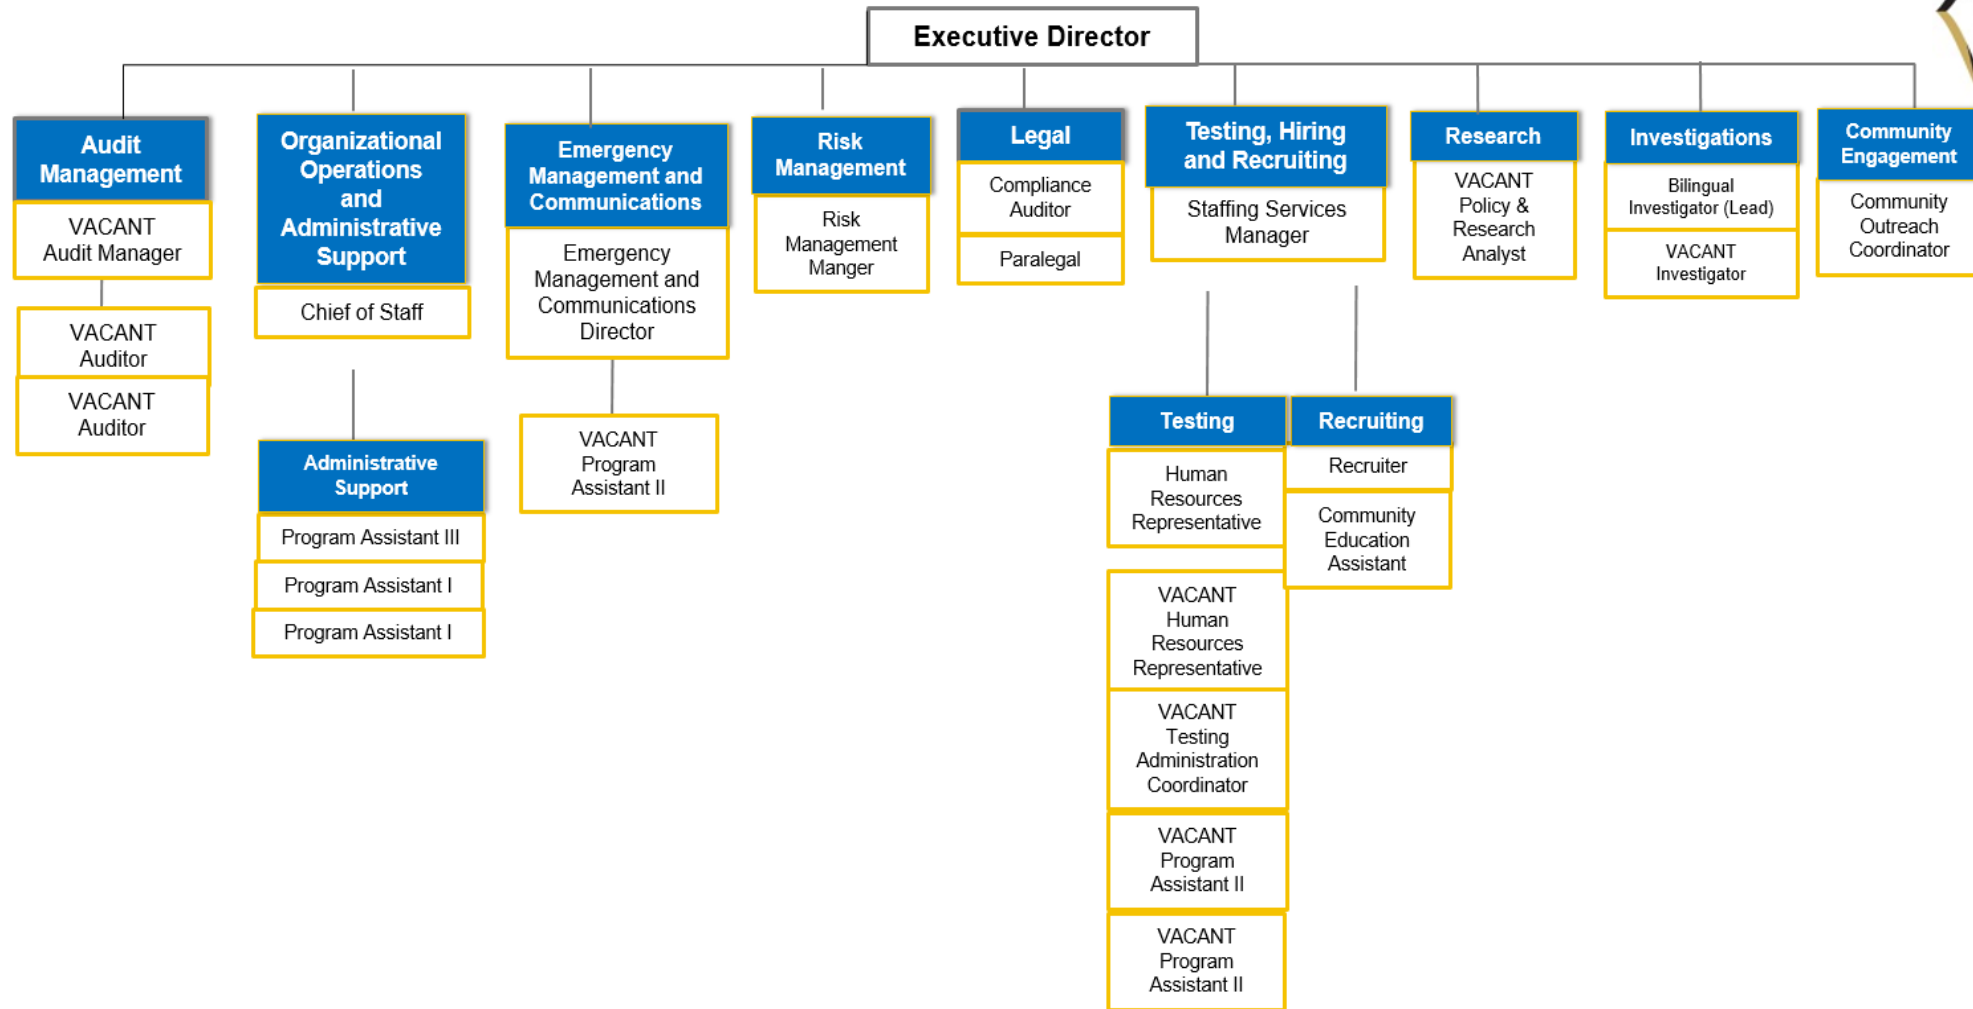 Executive Director
Audit
Management
VACANT
Audit Manager
VACANT
Auditor
VACANT
Auditor
Organizational
Operations
and
Administrative
Support
Chief of Staff
Administrative
Support
Program Assistant III
Program Assistant I
Program Assistant I
Emergency
Management and
Communications
Emergency
Management and
Communications
Director
VACANT
Program
Assistant II
Risk
Management
Risk
Management
Manger
Legal
Compliance
Auditor
Paralegal
Testing, Hiring
and Recruiting
Staffing Services
Manager
Testing
Human
Resources
Representative
VACANT
Human
Resources
Representative
VACANT
Testing
Administration
Coordinator
VACANT
Program
Assistant II
VACANT
Program
Assistant II
Recruiting
Recruiter
Community
Education
Assistant
Research
VACANT
Policy &
Research
Analyst
Investigations
Bilingual
Investigator (Lead)
VACANT
Investigator
Community
Engagement
Community
Outreach
Coordinator